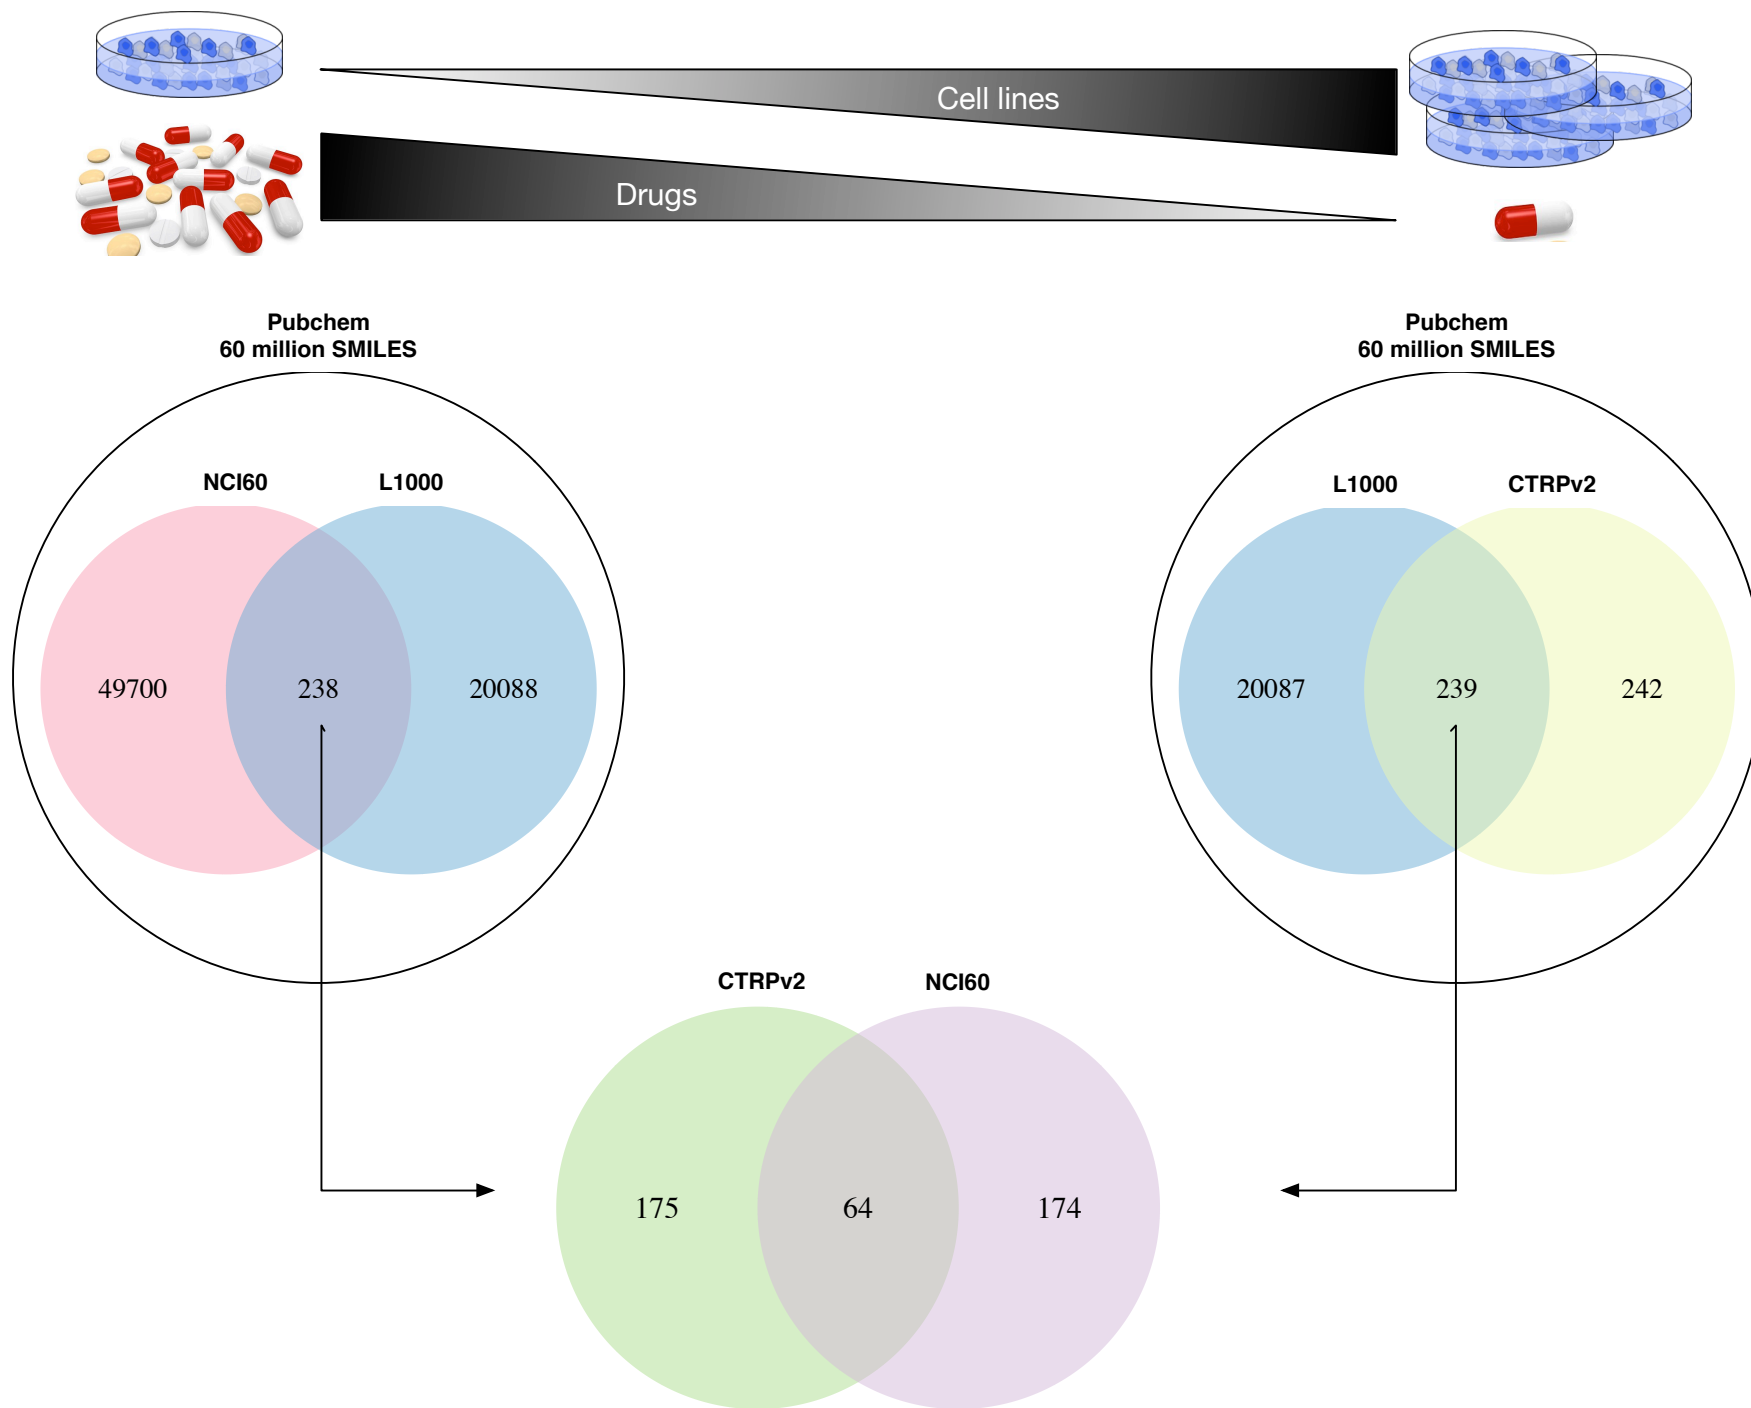 Cell lines
Drugs
Pubchem
60 million SMILES
NCI60
L1000
49700
238
20088
Pubchem
60 million SMILES
L1000
CTRPv2
20087
239
242
CTRPv2
NCI60
175
64
174